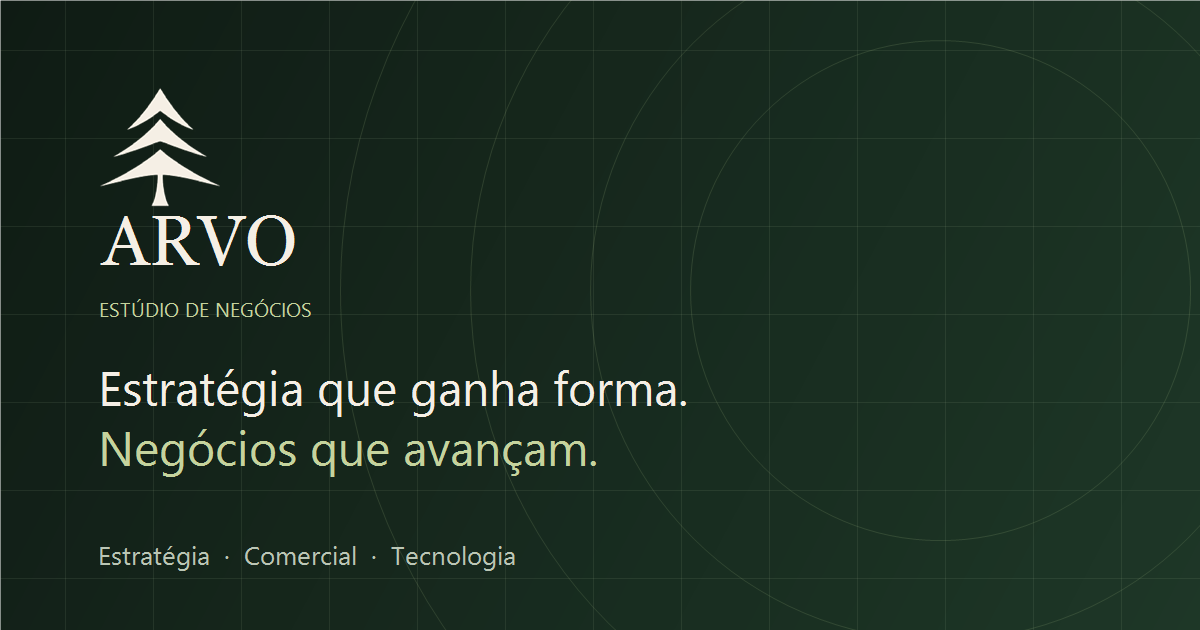 ARVO
ESTÚDIO DE NEGÓCIOS
Estratégia que ganha forma.
Negócios que avançam.
Estratégia · Comercial · Tecnologia